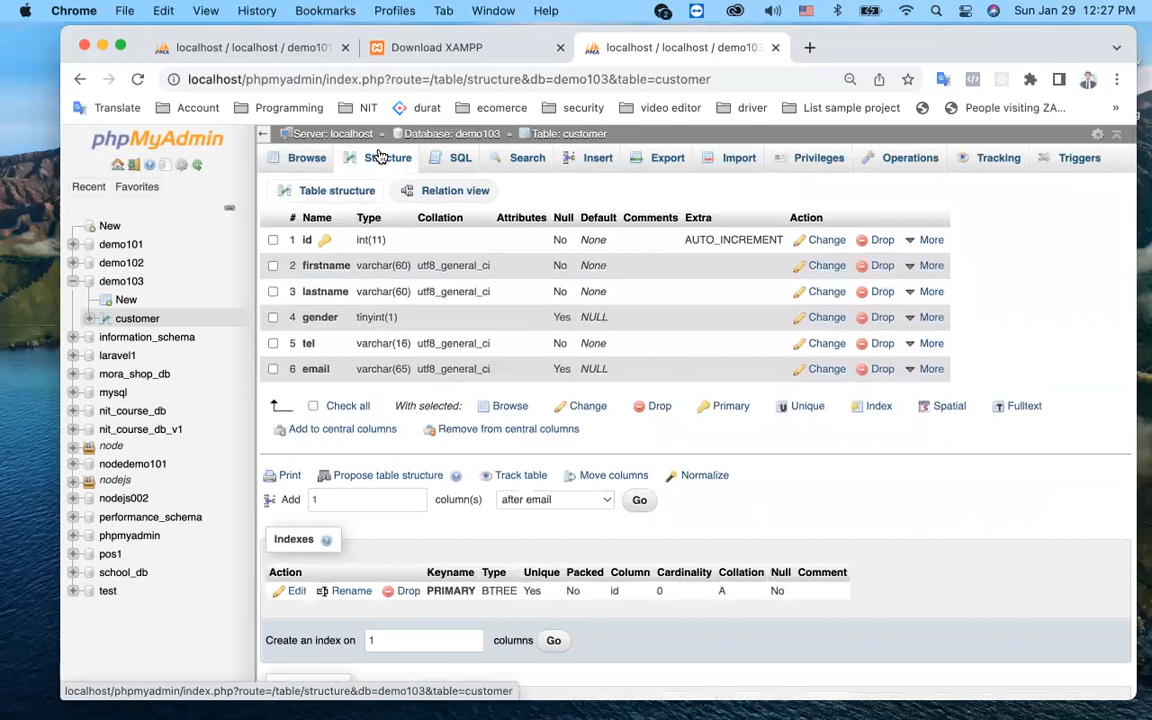 Chrome File Edit View History Bookmarks Profiles Tab Window Help Sun Jan 29 12:27 PM
localhost / localhost / demo101 Download XAMPP localhost / localhost / demo103
localhost/phpmyadmin/index.php?route=/table/structure&db=demo103&table=customer
Translate Account Programming NIT durat ecomerce security video editor driver List sample project People visiting ZA... »
phpMyAdmin
Recent Favorites
New
demo101
demo102
demo103
New
customer
information_schema
laravel1
mora_shop_db
mysql
nit_course_db
nit_course_db_v1
node
nodedemo101
nodejs
nodejs002
performance_schema
phpmyadmin
pos1
school_db
test
Server: localhost » Database: demo103 » Table: customer
Browse Structure SQL Search Insert Export Import Privileges Operations Tracking Triggers
Table structure Relation view
# Name Type Collation Attributes Null Default Comments Extra Action
1 id int(11) No None AUTO_INCREMENT Change Drop More
2 firstname varchar(60) utf8_general_ci No None Change Drop More
3 lastname varchar(60) utf8_general_ci No None Change Drop More
4 gender tinyint(1) Yes NULL Change Drop More
5 tel varchar(16) utf8_general_ci No None Change Drop More
6 email varchar(65) utf8_general_ci Yes NULL Change Drop More
Check all With selected: Browse Change Drop Primary Unique Index Spatial Fulltext
Add to central columns Remove from central columns
Print Propose table structure Track table Move columns Normalize
Add 1 column(s) after email Go
Indexes
Action Keyname Type Unique Packed Column Cardinality Collation Null Comment
Edit Rename Drop PRIMARY BTREE Yes No id 0 A No
Create an index on 1 columns Go
localhost/phpmyadmin/index.php?route=/table/structure&db=demo103&table=customer